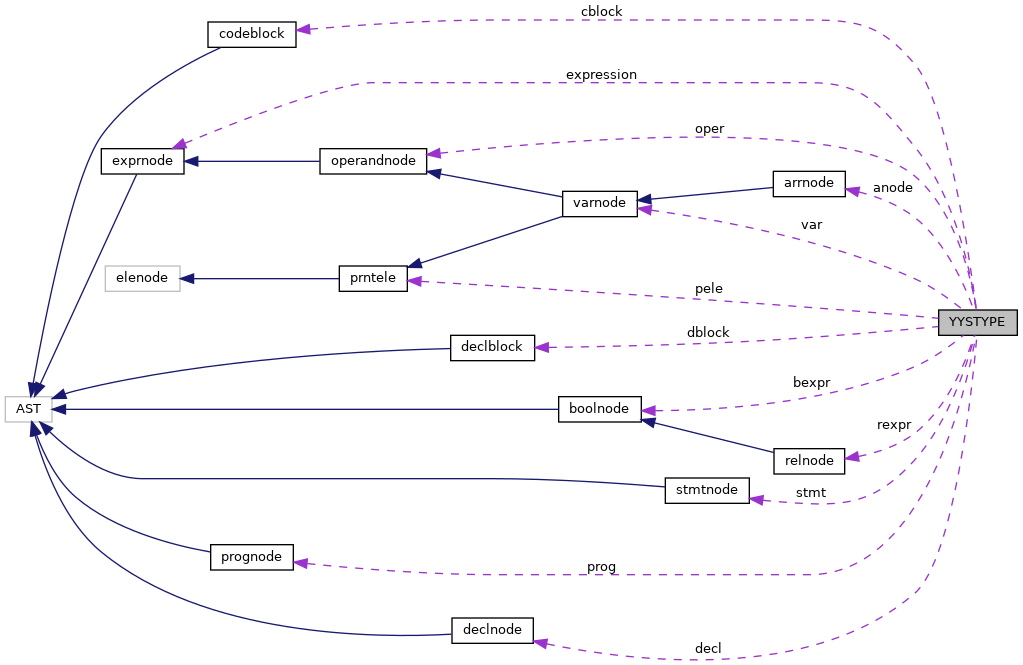 cblock
codeblock
expression
oper
exprnode
operandnode
arrnode
anode
varnode
var
elenode
prntele
pele
YYSTYPE
dblock
declblock
bexpr
AST
boolnode
rexpr
relnode
stmtnode
stmt
prognode
prog
declnode
decl